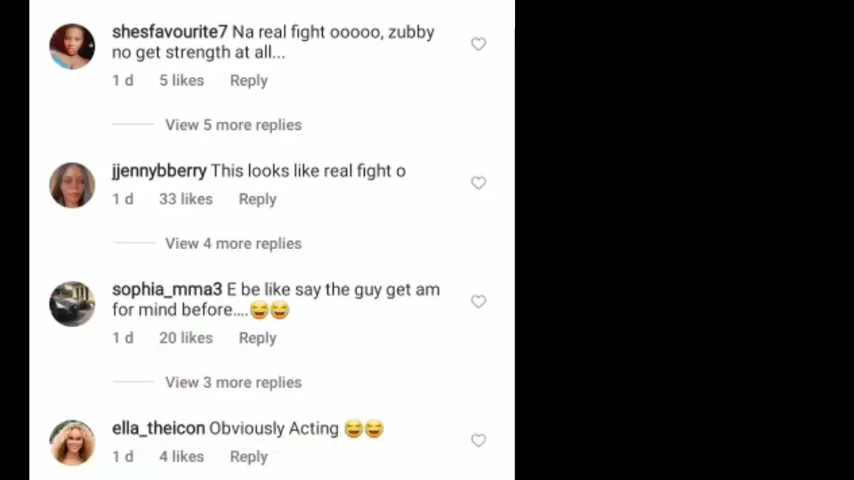 shesfavourite7 Na real fight ooooo, zubby
no get strength at all...
1 d 5 likes Reply
View 5 more replies
jjennybberry This looks like real fight o
1 d 33 likes Reply
View 4 more replies
sophia_mma3 E be like say the guy get am
for mind before....😂😂
1 d 20 likes Reply
View 3 more replies
ella_theicon Obviously Acting 😂😂
1 d 4 likes Reply